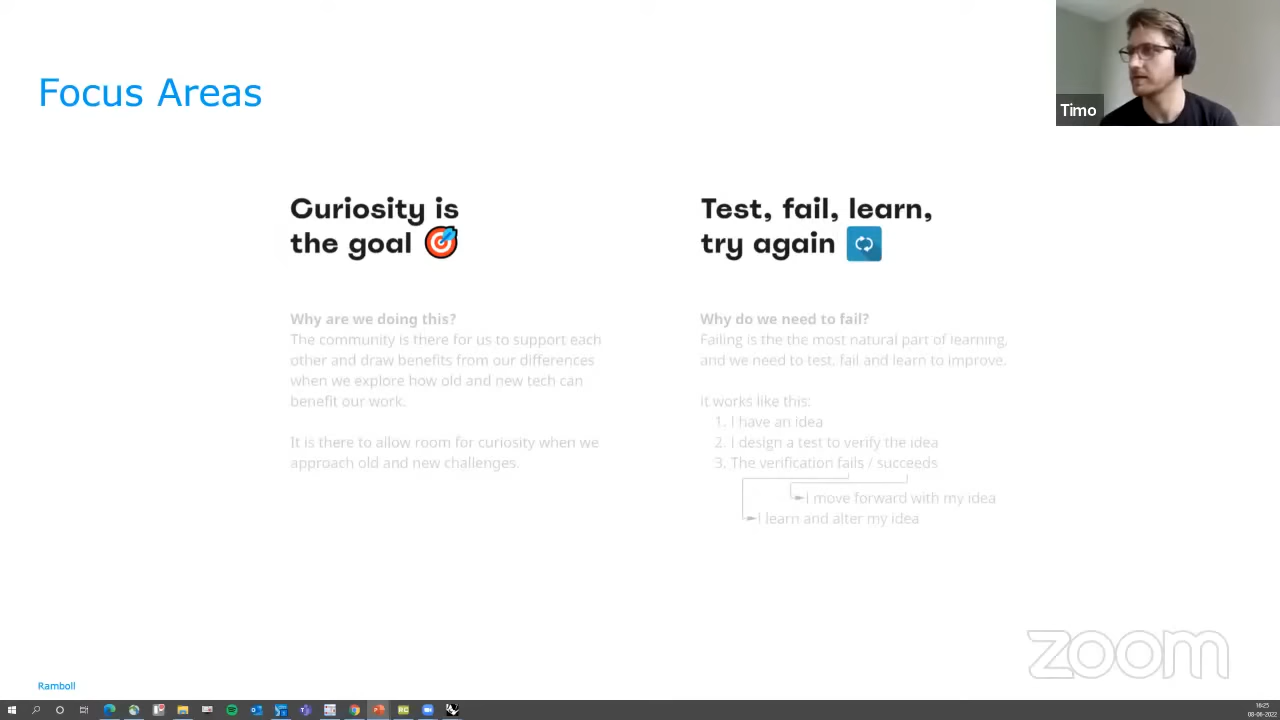 Focus Areas
Timo
Curiosity is
the goal
Test, fail, learn,
try again
Why are we doing this?
The community is there for us to support each
other and draw benefits from our differences
when we explore how old and new tech can
benefit our work.
It is there to allow room for curiosity when we
approach old and new challenges.
Why do we need to fail?
Failing is the the most natural part of learning,
and we need to test, fail and learn to improve.
It works like this:
1. I have an idea
2. I design a test to verify the idea
3. The verification fails / succeeds
I move forward with my idea
I learn and alter my idea
zoom
Ramboll
16:25
08-06-2022